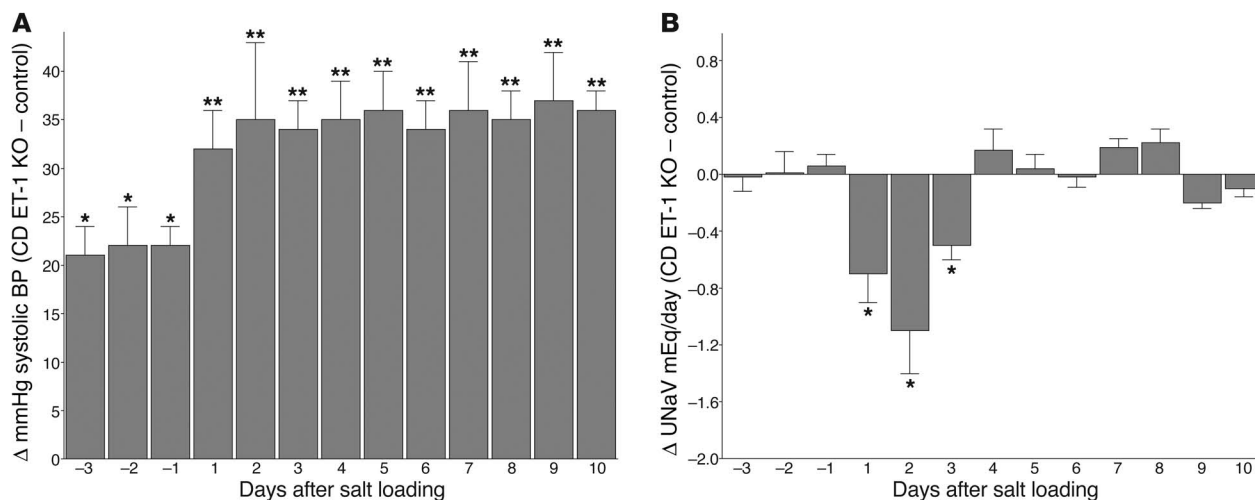 A
Δ mmHg systolic BP (CD ET-1 KO – control)
40
35
30
25
20
15
10
5
0
* * * ** ** ** ** ** ** ** ** ** **
–3 –2 –1 1 2 3 4 5 6 7 8 9 10
Days after salt loading
B
Δ UNaV mEq/day (CD ET-1 KO – control)
0.8
0.4
0.0
–0.4
–0.8
–1.2
–1.6
–2.0
* * *
–3 –2 –1 1 2 3 4 5 6 7 8 9 10
Days after salt loading